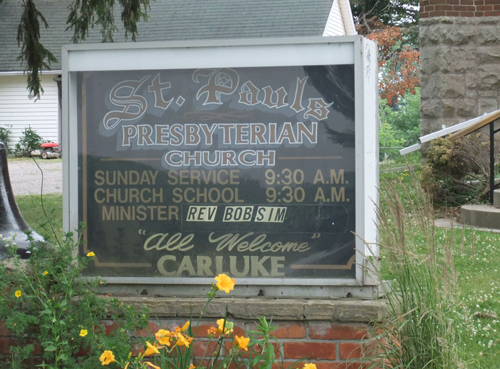 St. Pauls
PRESBYTERIAN
CHURCH
SUNDAY SERVICE 9:30 A.M.
CHURCH SCHOOL 9:30 A.M.
MINISTER REV BOB SIM
"All Welcome"
CARLUKE